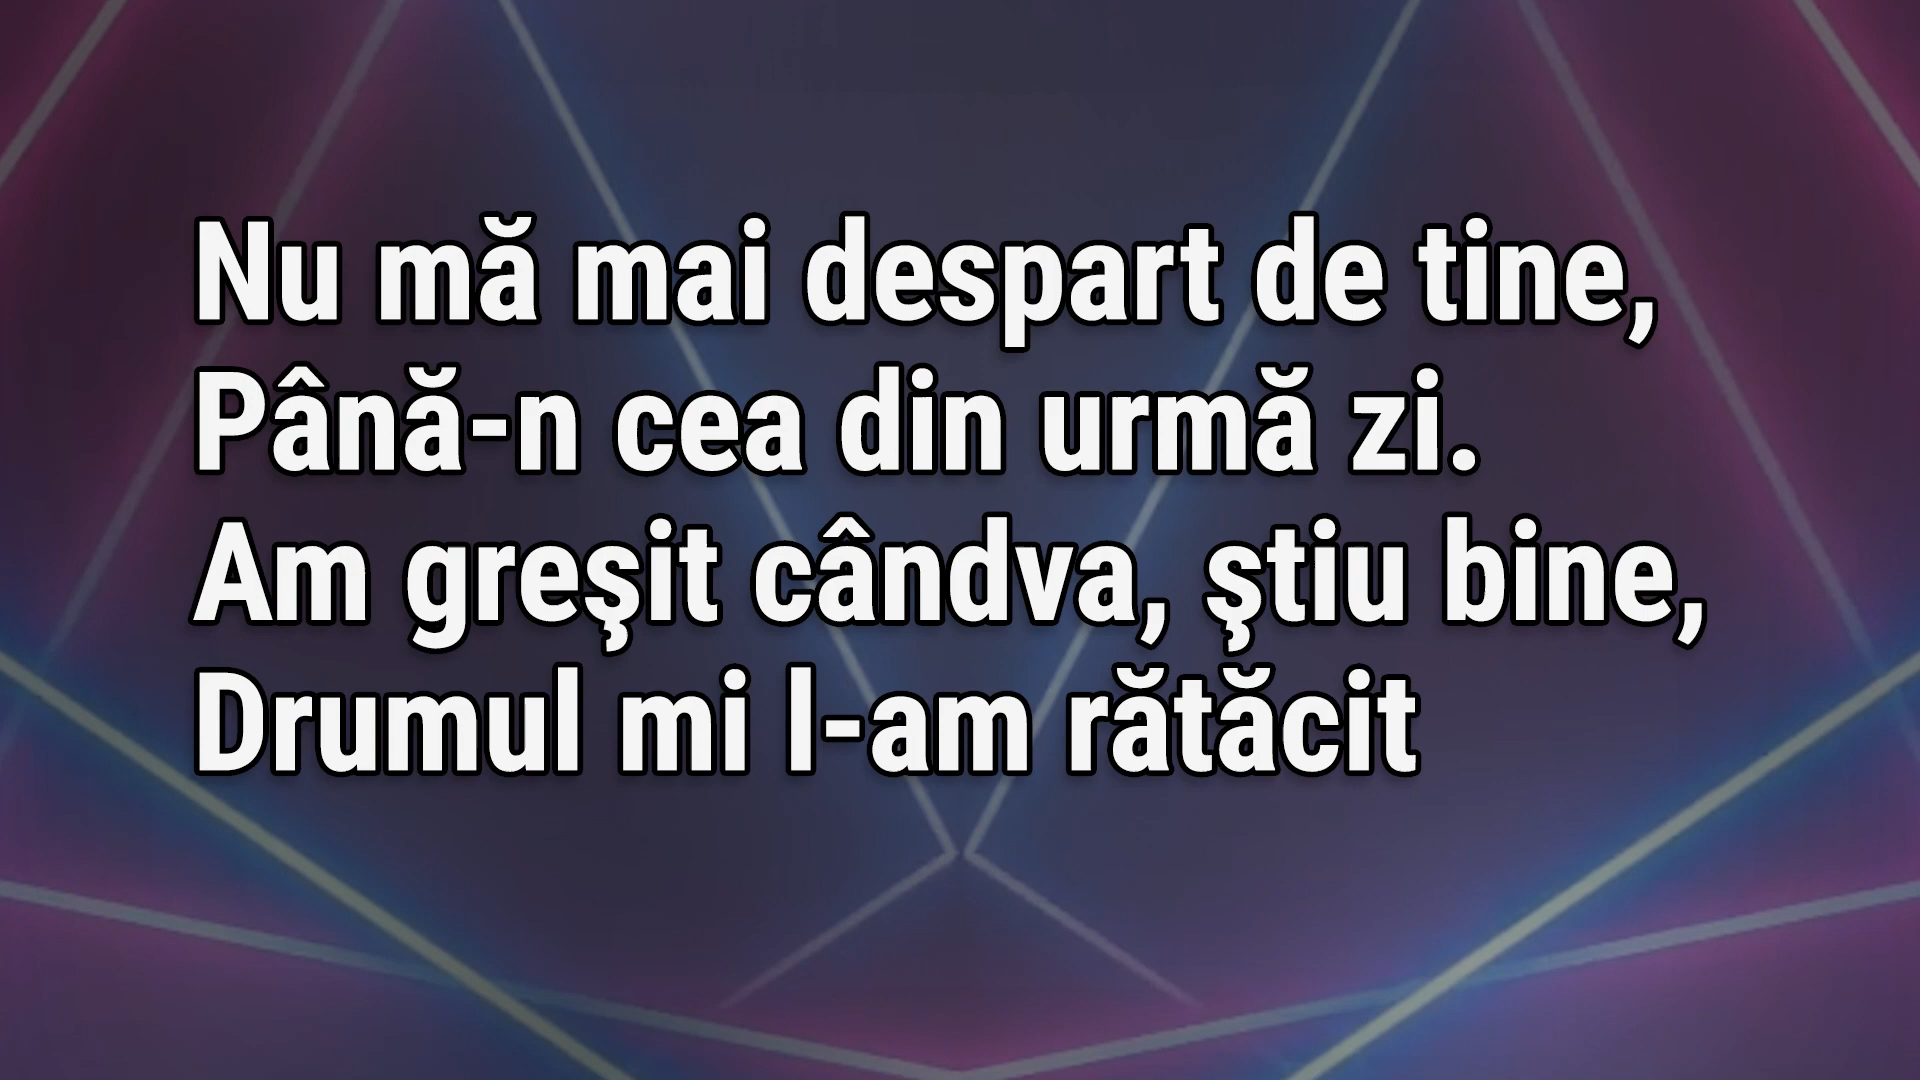 Nu mă mai despart de tine,
Până-n cea din urmă zi.
Am greşit cândva, ştiu bine,
Drumul mi l-am rătăcit